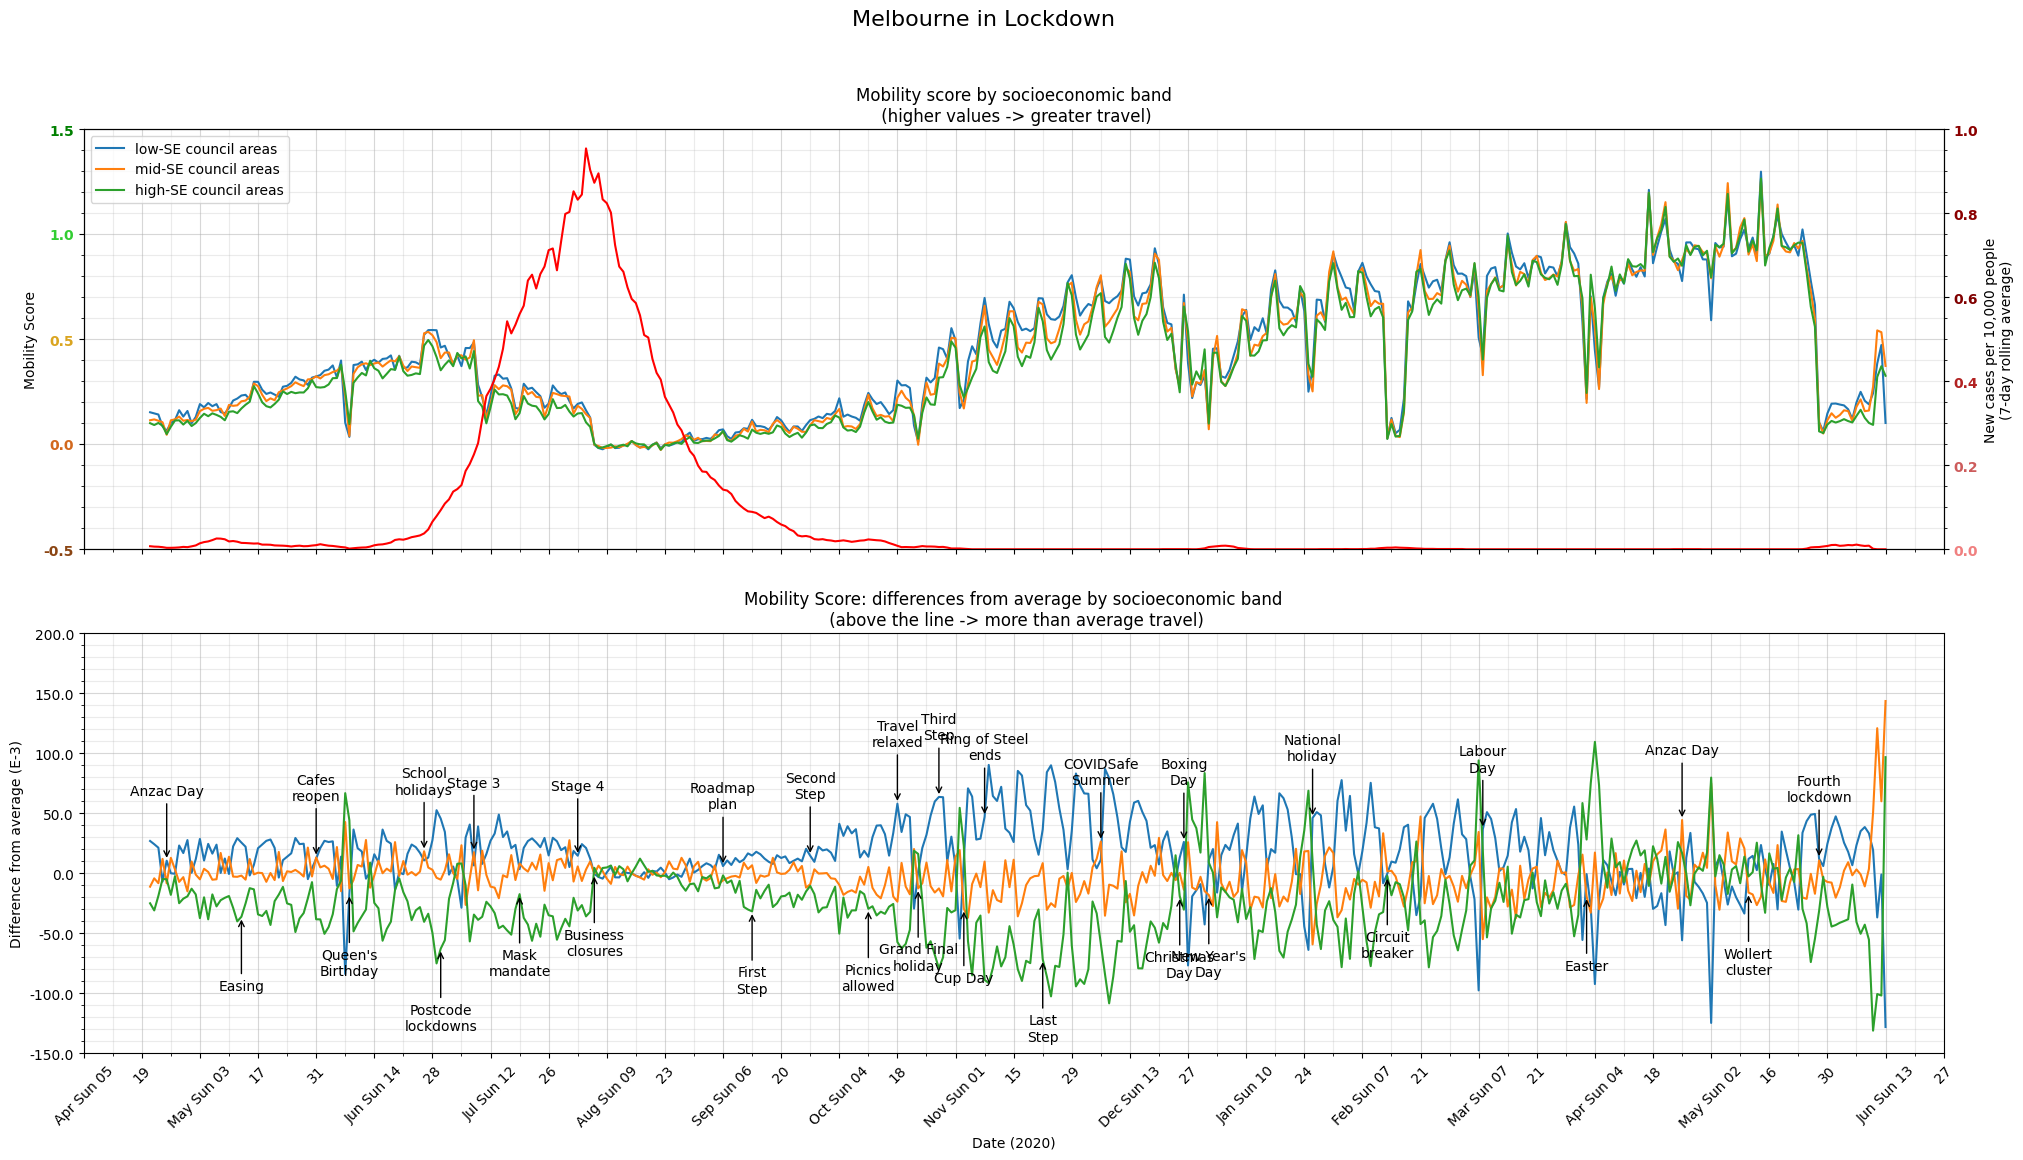 Melbourne in Lockdown
Mobility score by socioeconomic band
(higher values -> greater travel)
1.5
1.0
0.5
0.0
-0.5
Mobility Score
low-SE council areas
mid-SE council areas
high-SE council areas
1.0
0.8
0.6
0.4
0.2
0.0
New cases per 10,000 people
(7-day rolling average)
Mobility Score: differences from average by socioeconomic band
(above the line -> more than average travel)
200.0
150.0
100.0
50.0
0.0
-50.0
-100.0
-150.0
Difference from average (E-3)
Anzac Day
Easing
Cafes
reopen
Queen's
Birthday
School
holidays
Postcode
lockdowns
Stage 3
Mask
mandate
Stage 4
Business
closures
Roadmap
plan
First
Step
Second
Step
Picnics
allowed
Travel
relaxed
Grand Final
holiday
Third
Step
Cup Day
Ring of Steel
ends
Last
Step
COVIDSafe
Summer
Christmas
Day
Boxing
Day
New Year's
Day
National
holiday
Circuit
breaker
Labour
Day
Easter
Anzac Day
Wollert
cluster
Fourth
lockdown
Apr Sun 05
19
May Sun 03
17
31
Jun Sun 14
28
Jul Sun 12
26
Aug Sun 09
23
Sep Sun 06
20
Oct Sun 04
18
Nov Sun 01
15
29
Dec Sun 13
27
Jan Sun 10
24
Feb Sun 07
21
Mar Sun 07
21
Apr Sun 04
18
May Sun 02
16
30
Jun Sun 13
27
Date (2020)